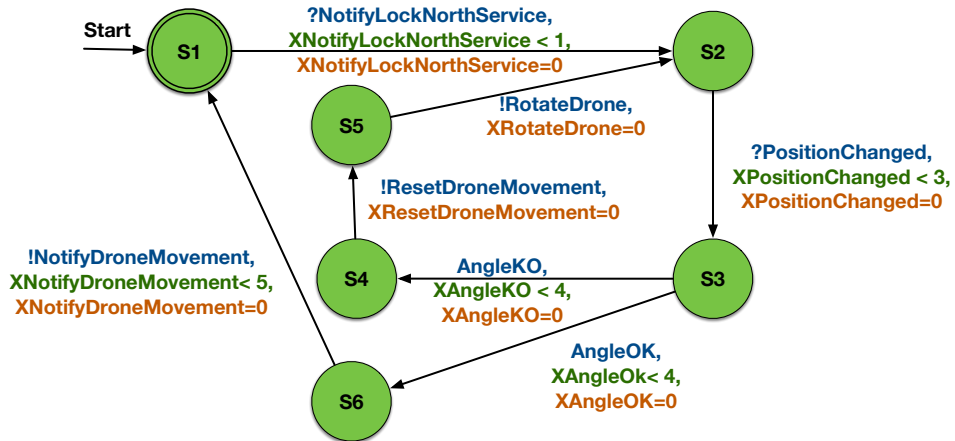 Start
S1
?NotifyLockNorthService,
XNotifyLockNorthService < 1,
XNotifyLockNorthService=0
S2
S5
!RotateDrone,
XRotateDrone=0
?PositionChanged,
XPositionChanged < 3,
XPositionChanged=0
!ResetDroneMovement,
XResetDroneMovement=0
!NotifyDroneMovement,
XNotifyDroneMovement< 5,
XNotifyDroneMovement=0
S4
AngleKO,
XAngleKO < 4,
XAngleKO=0
S3
AngleOK,
XAngleOk< 4,
XAngleOK=0
S6